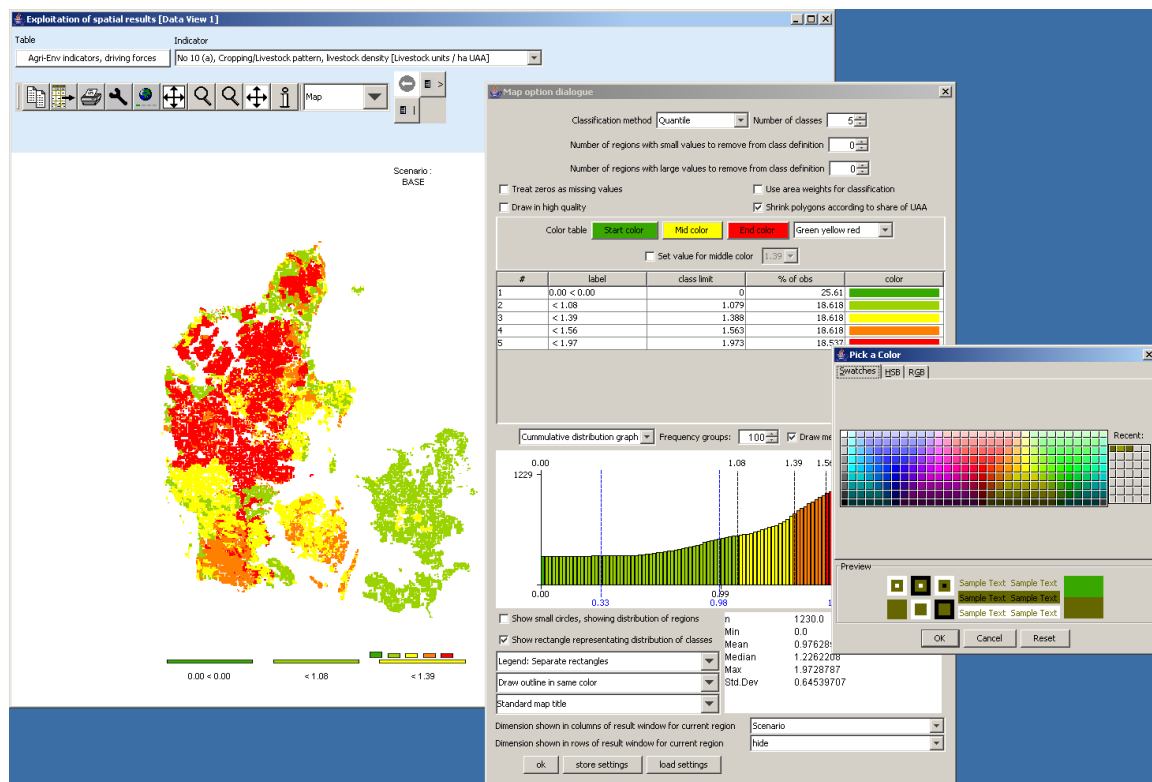 Exploitation of spatial results [Data View 1]
Table
Indicator
Agri-Env indicators, driving forces
No 10 (a), Cropping/Livestock pattern, livestock density [Livestock units / ha UAA]
Map
Scenario :
BASE
0.00 < 0.00
< 1.08
< 1.39
Map option dialogue
Classification method Quantile Number of classes 5
Number of regions with small values to remove from class definition 0
Number of regions with large values to remove from class definition 0
Treat zeros as missing values
Use area weights for classification
Draw in high quality
Shrink polygons according to share of UAA
Color table Start color Mid color End color Green yellow red
Set value for middle color 1.39
# label class limit % of obs color
1 0.00 < 0.00 0 25.61
2 < 1.08 1.079 18.618
3 < 1.39 1.388 18.618
4 < 1.56 1.563 18.618
5 < 1.97 1.973 18.537
Cummulative distribution graph Frequency groups: 100 Draw me
0.00 1.08 1.39 1.56
1229
0
0.00 0.99
0.33 0.98 1
Show small circles, showing distribution of regions
Show rectangle representating distribution of classes
Legend: Separate rectangles
Draw outline in same color
Standard map title
n 1230.0
Min 0.0
Mean 0.976289
Median 1.2262208
Max 1.9728787
Std.Dev 0.64539707
Dimension shown in columns of result window for current region Scenario
Dimension shown in rows of result window for current region hide
ok store settings load settings
Pick a Color
Swatches HSB RGB
Recent:
Preview
Sample Text Sample Text
Sample Text Sample Text
Sample Text Sample Text
OK Cancel Reset